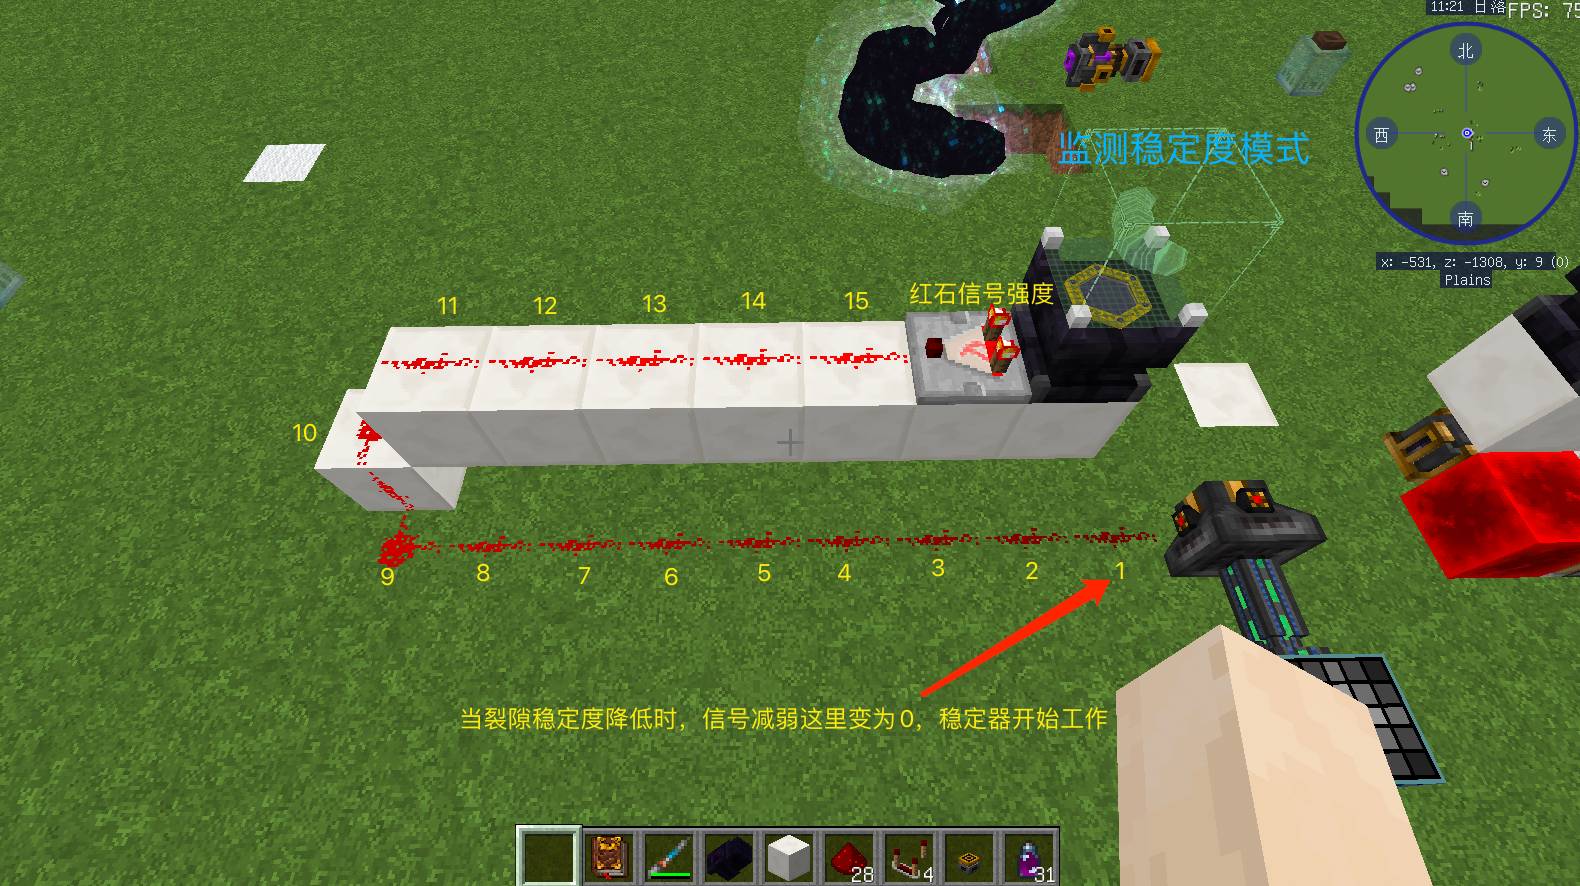 11:21 日落
FPS: 75
北
西
东
南
监测稳定度模式
x: -531, z: -1308, y: 9 (0)
Plains
红石信号强度
11 12 13 14 15
10
9 8 7 6 5 4 3 2 1
当裂隙稳定度降低时，信号减弱这里变为0，稳定器开始工作
28 4 31